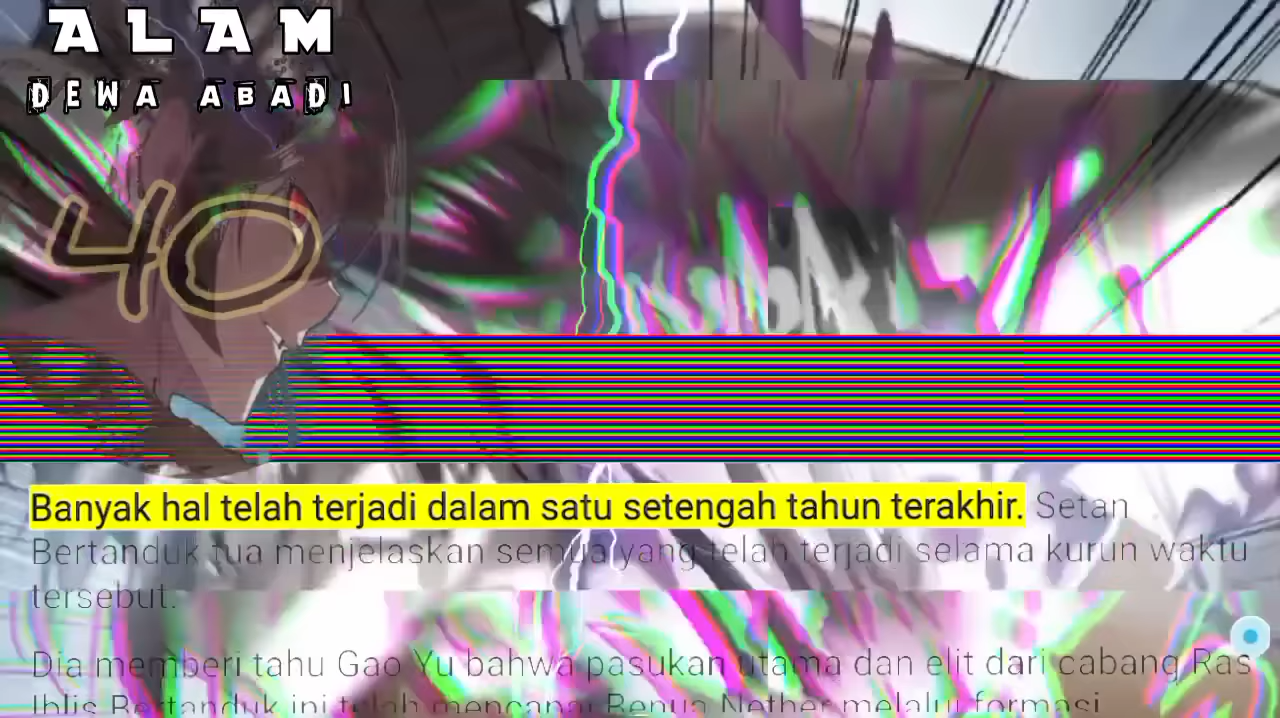 ALAM
DEWA ABADI
40
Banyak hal telah terjadi dalam satu setengah tahun terakhir. Setan
Bertanduk tua menjelaskan semua yang telah terjadi selama kurun waktu
tersebut.
Dia memberi tahu Gao Yu bahwa pasukan utama dan elit dari cabang Ras
Iblis Bertanduk ini telah mencapai Benua Nether melalui formasi